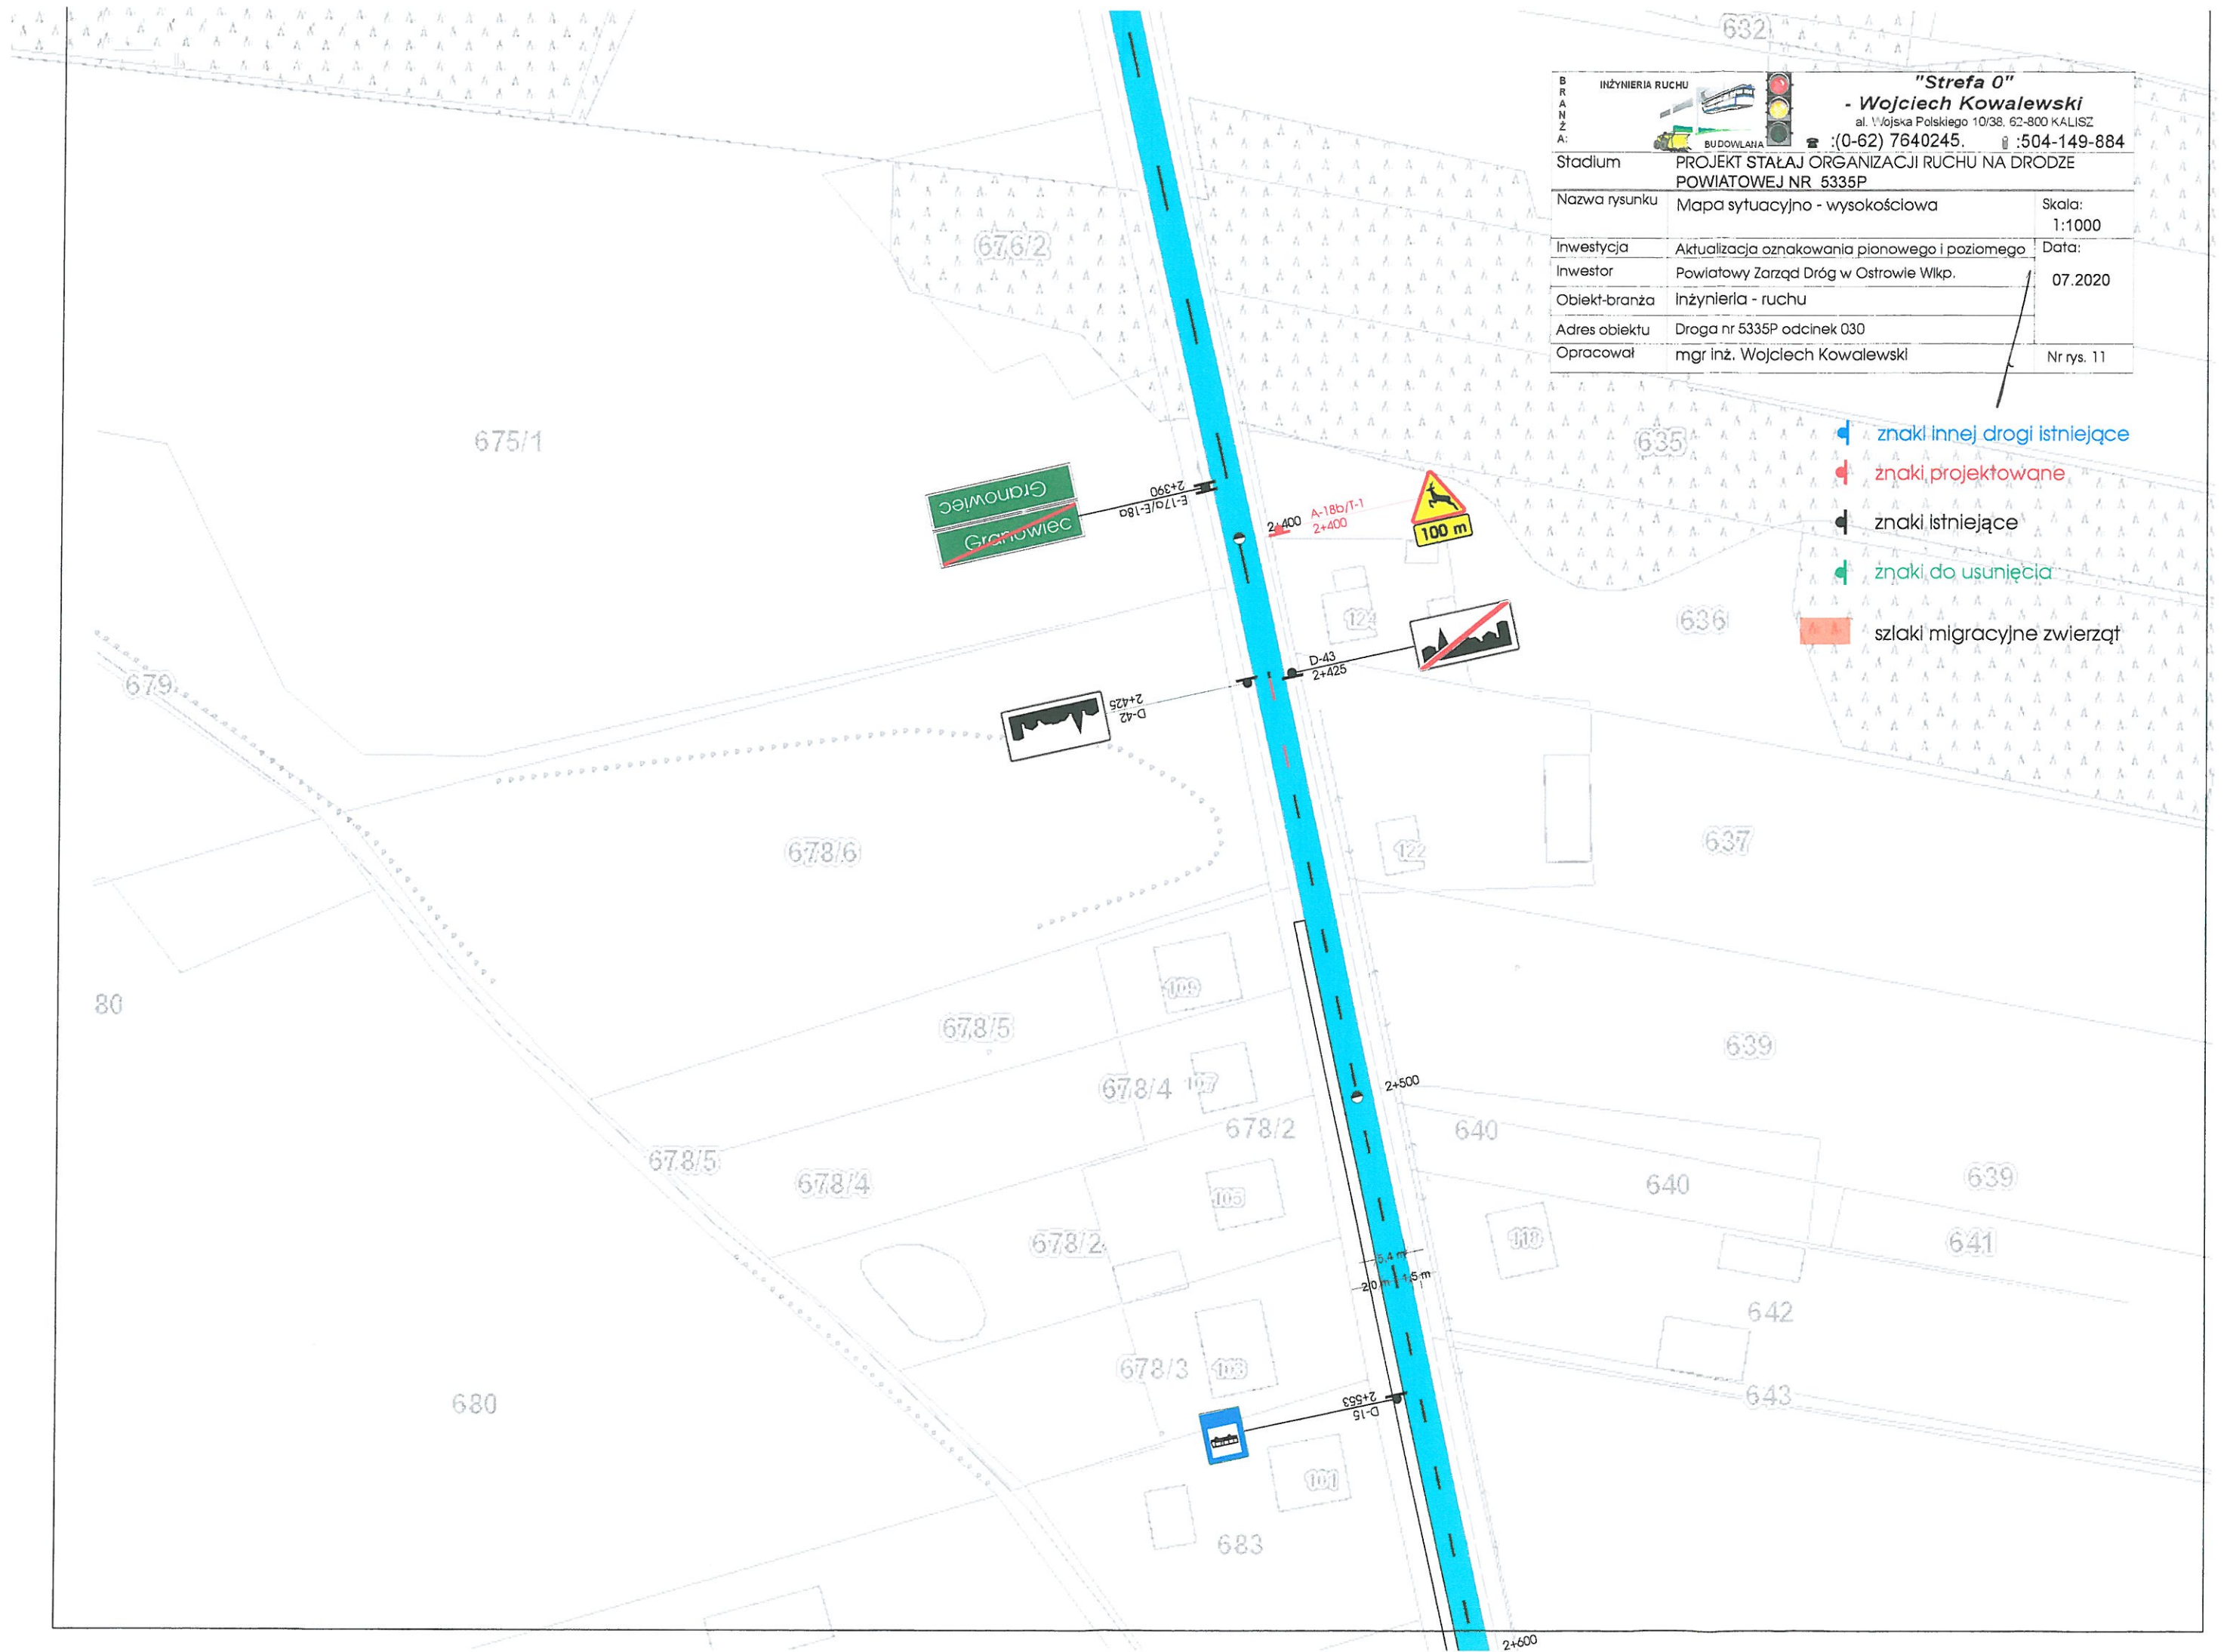 632
BRANŻA:
INŻYNIERIA RUCHU
BUDOWLANA
"Strefa 0"
- Wojciech Kowalewski
al. Wojska Polskiego 10/38, 62-800 KALISZ
:(0-62) 7640245. :504-149-884
Stadium
PROJEKT STAŁAJ ORGANIZACJI RUCHU NA DRODZE
POWIATOWEJ NR 5335P
Nazwa rysunku
Mapa sytuacyjno - wysokościowa
Skala:
1:1000
Inwestycja
Aktualizacja oznakowania pionowego i poziomego
Data:
07.2020
Inwestor
Powiatowy Zarząd Dróg w Ostrowie Wlkp.
Obiekt-branża
Inżynieria - ruchu
Adres obiektu
Droga nr 5335P odcinek 030
Opracował
mgr inż. Wojciech Kowalewski
Nr rys. 11
znaki innej drogi istniejące
znaki projektowane
znaki istniejące
znaki do usunięcia
szlaki migracyjne zwierząt
676/2
675/1
635
Granowiec
Granowiec
E-17a/E-18a
2+390
2+400
A-18b/T-1
2+400
100 m
124
636
D-43
2+425
D-42
2+425
679
678/6
122
637
80
109
678/5
639
678/4
107
2+500
678/2
640
678/5
678/4
105
640
639
678/2
118
641
5.4 m
2.0 m
1.5 m
642
678/3
103
643
680
D-15
2+553
101
683
2+600